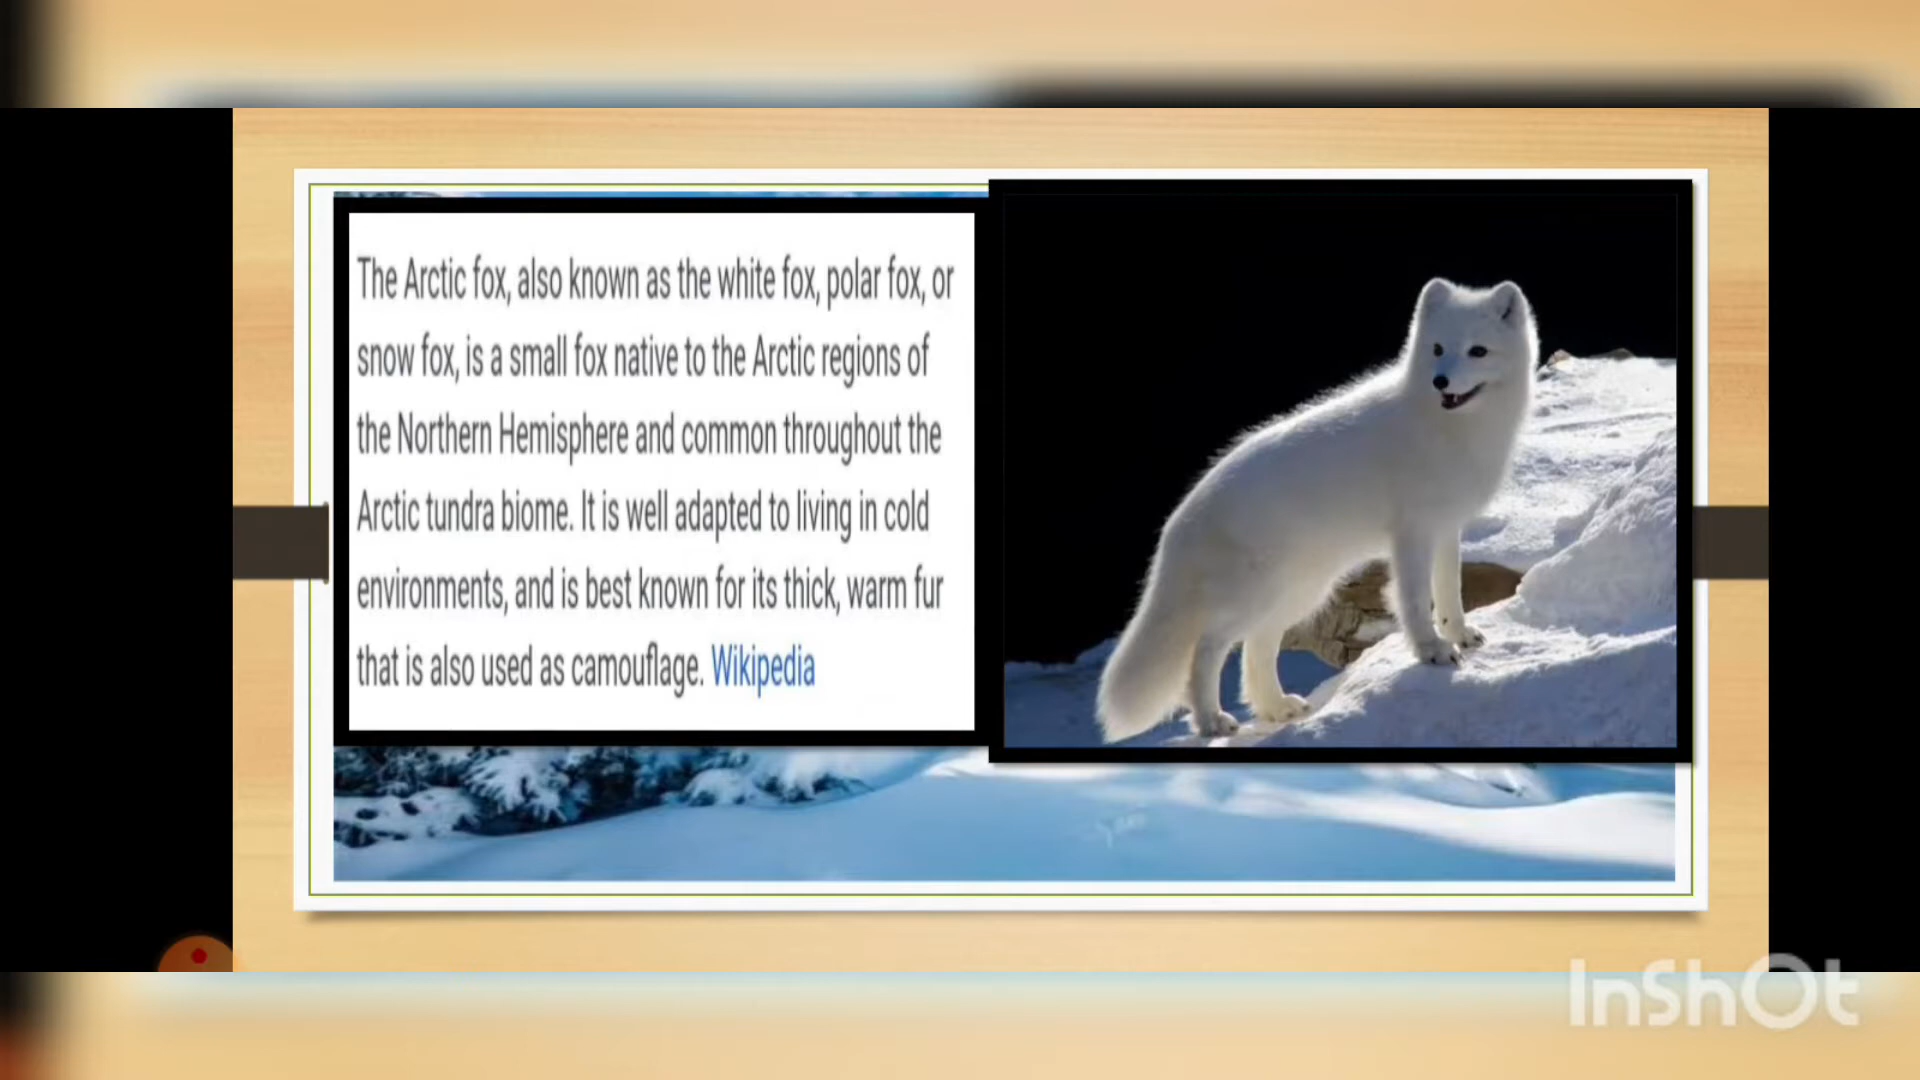 The Arctic fox, also known as the white fox, polar fox, or
snow fox, is a small fox native to the Arctic regions of
the Northern Hemisphere and common throughout the
Arctic tundra biome. It is well adapted to living in cold
environments, and is best known for its thick, warm fur
that is also used as camouflage. Wikipedia
InShOt